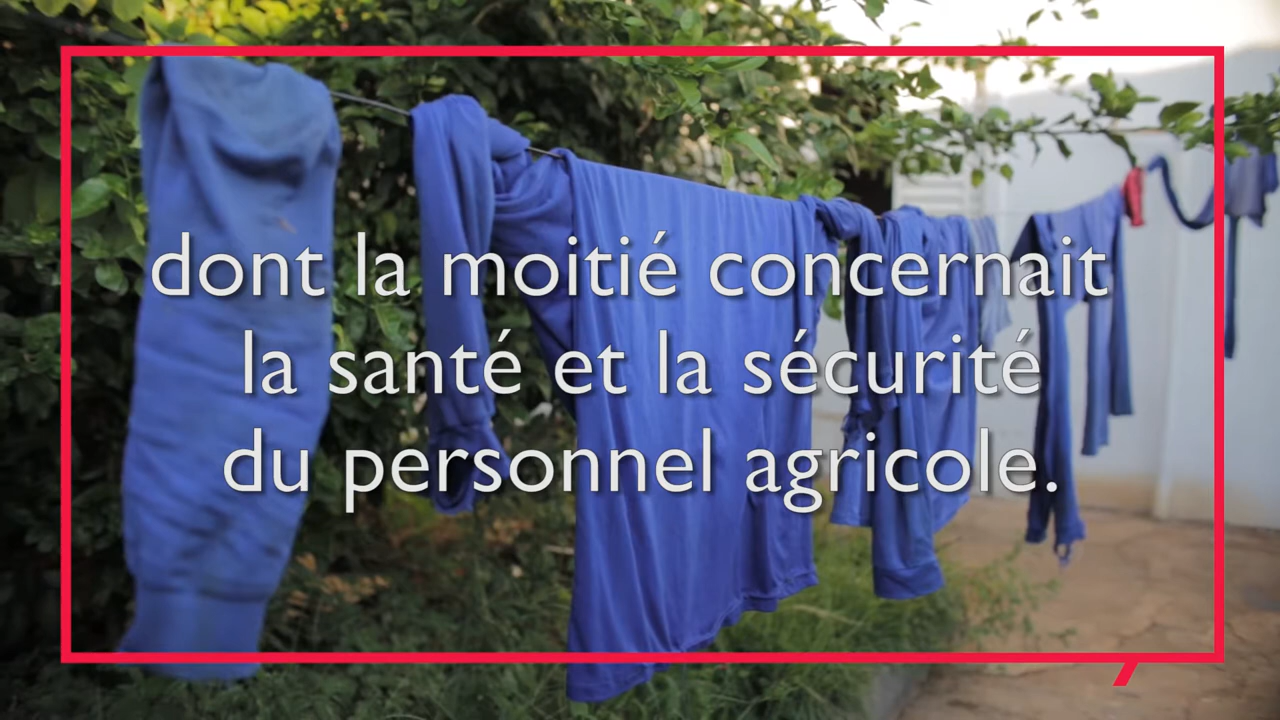 dont la moitié concernait
la santé et la sécurité
du personnel agricole.